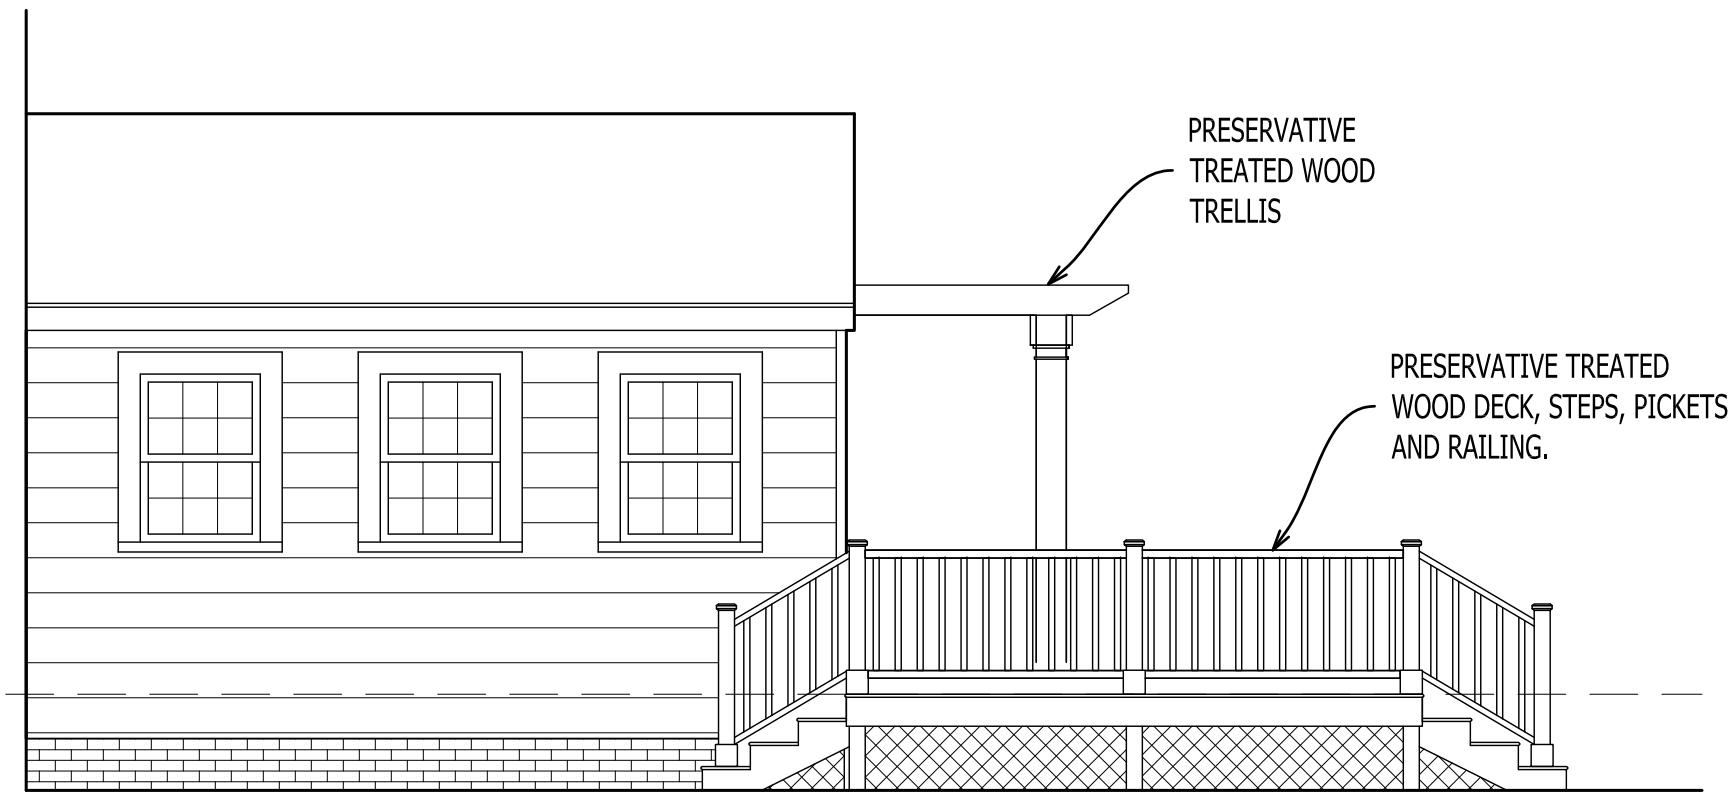 PRESERVATIVE
TREATED WOOD
TRELLIS
PRESERVATIVE TREATED
WOOD DECK, STEPS, PICKETS
AND RAILING.